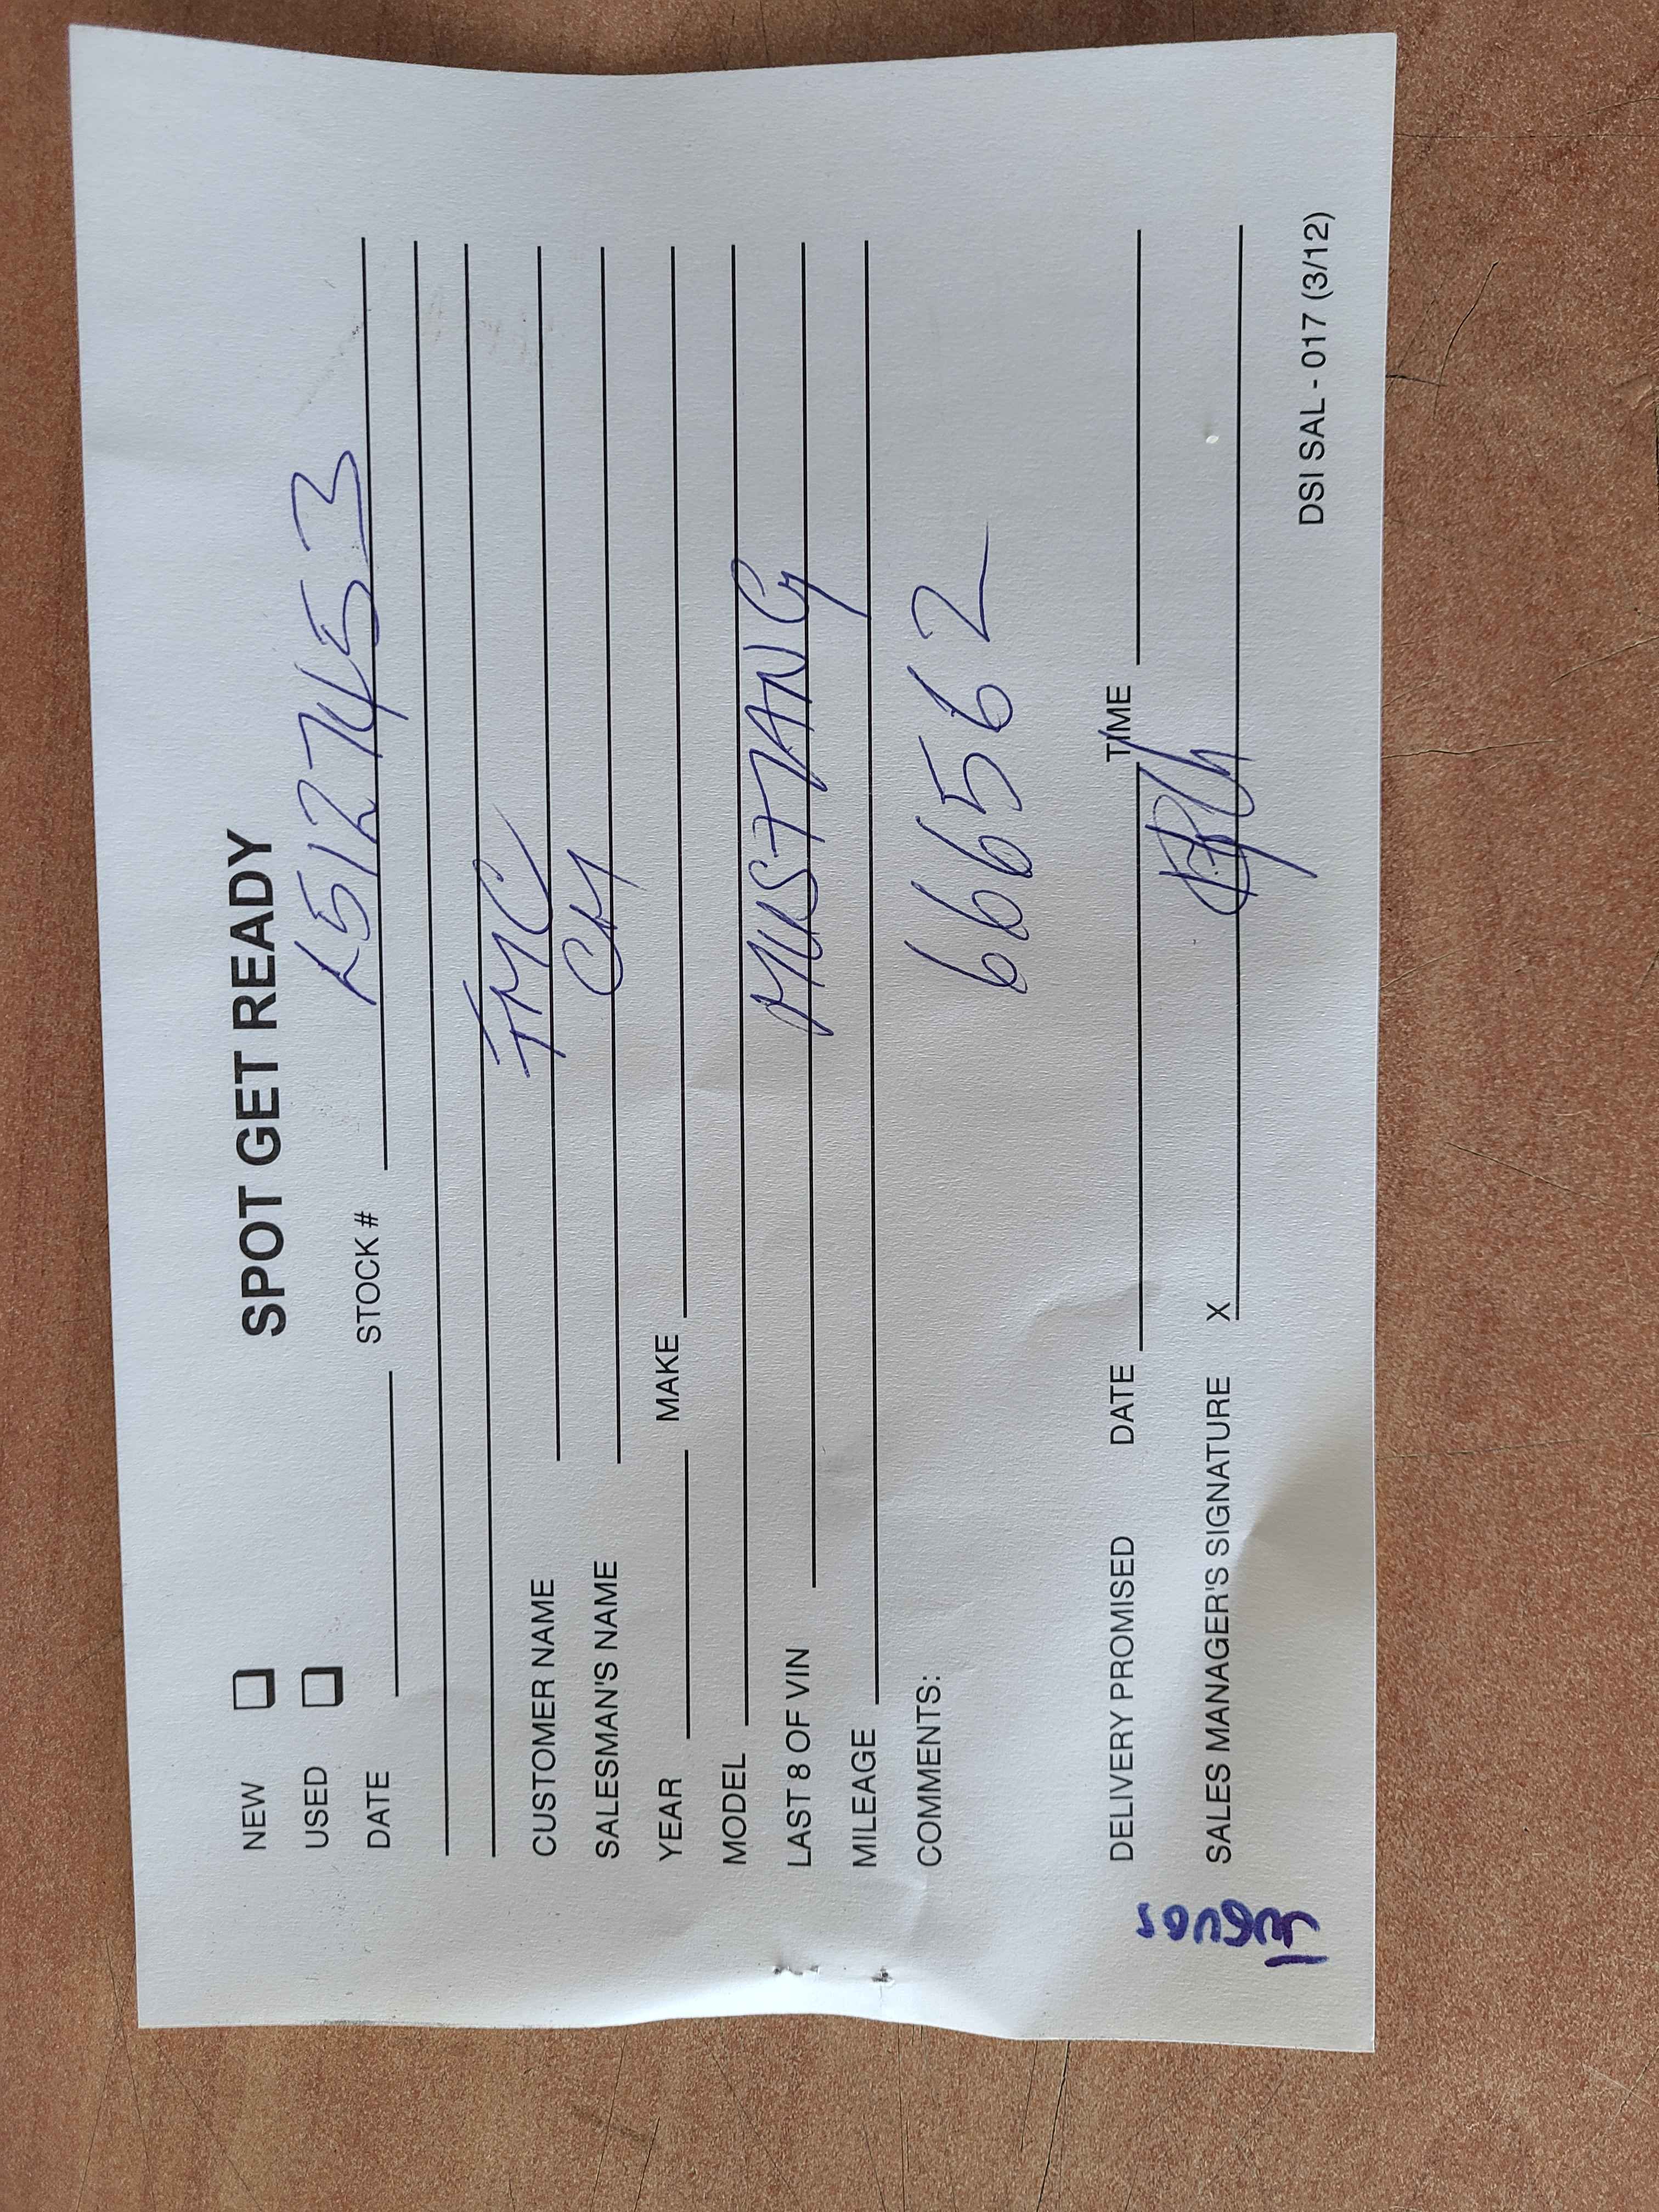 SPOT GET READY
NEW
USED
DATE STOCK # K5127453
CUSTOMER NAME FMC
SALESMAN'S NAME CH
YEAR MAKE
MODEL
LAST 8 OF VIN MUSTANG
MILEAGE
COMMENTS: 666562
DELIVERY PROMISED DATE TIME
SALES MANAGER'S SIGNATURE X
Jaguar
DSI SAL - 017 (3/12)